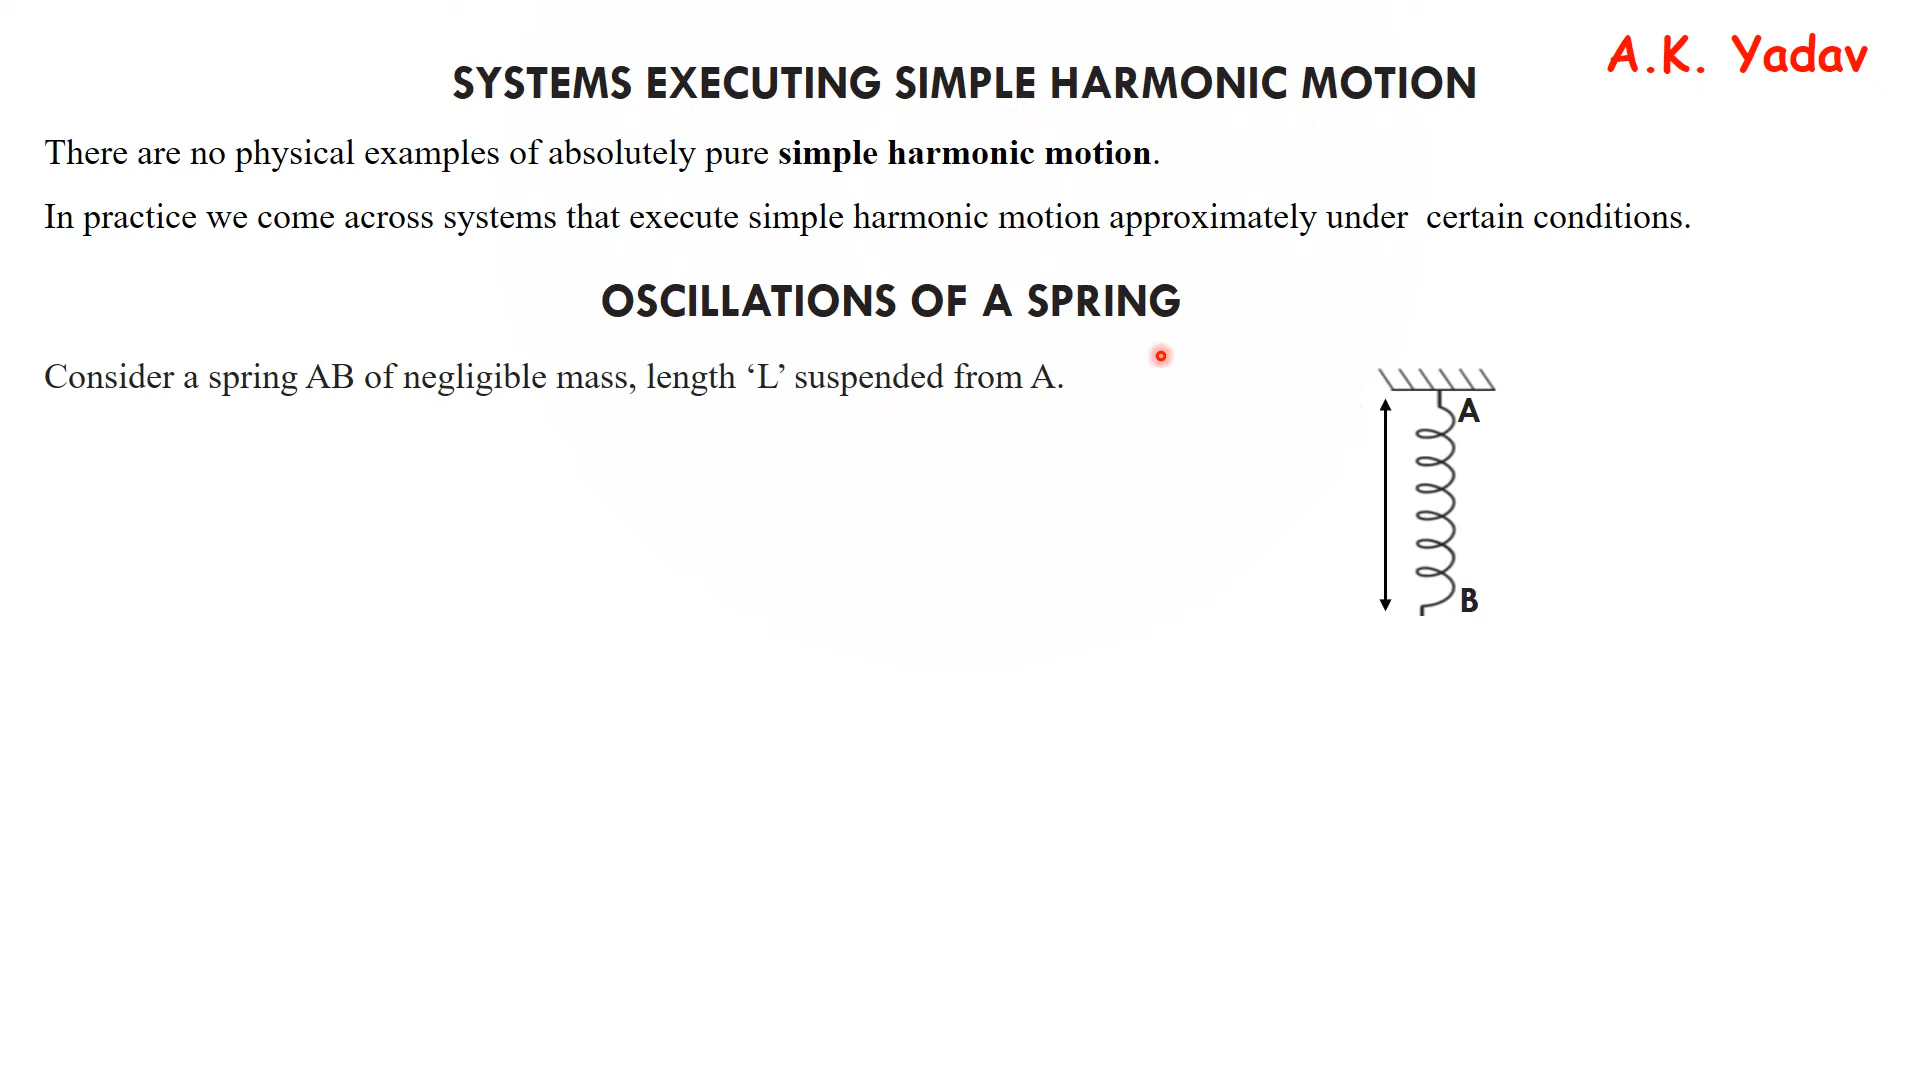 A.K. Yadav
SYSTEMS EXECUTING SIMPLE HARMONIC MOTION
There are no physical examples of absolutely pure simple harmonic motion.
In practice we come across systems that execute simple harmonic motion approximately under certain conditions.
OSCILLATIONS OF A SPRING
Consider a spring AB of negligible mass, length ‘L’ suspended from A.
A
B